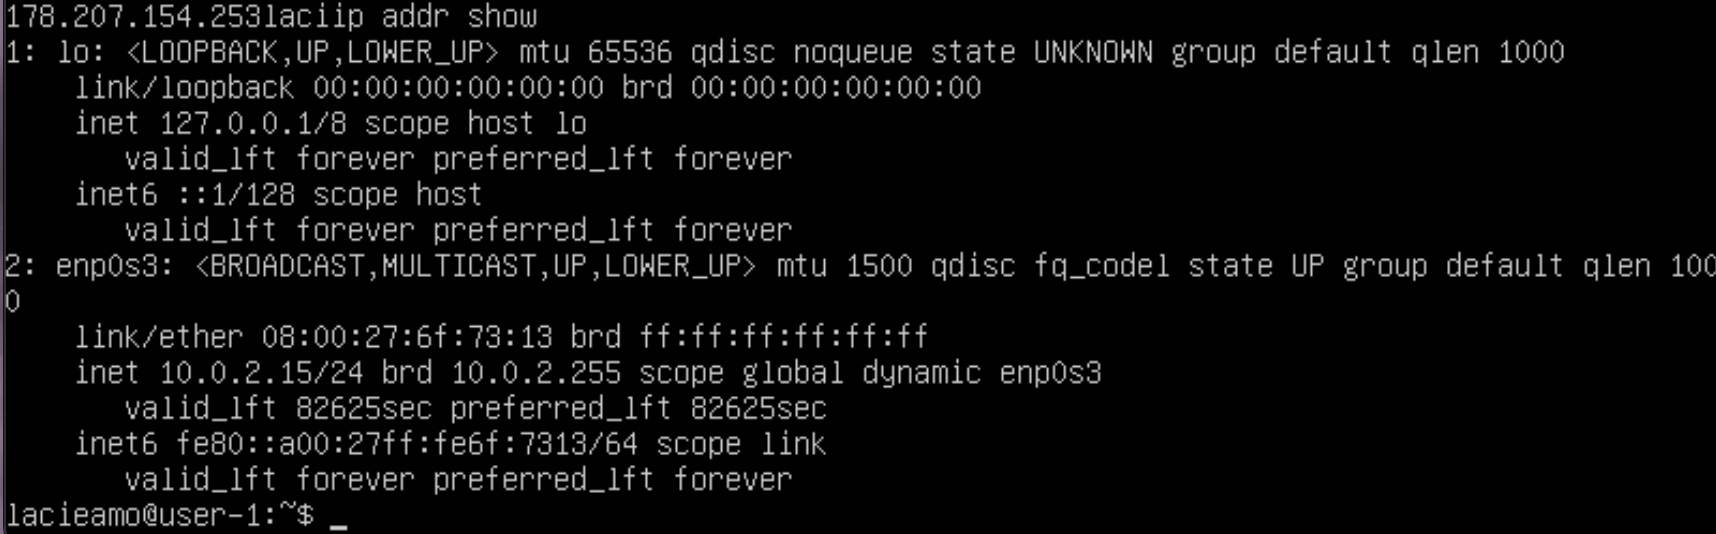 178.207.154.253laciip addr show
1: lo: <LOOPBACK,UP,LOWER_UP> mtu 65536 qdisc noqueue state UNKNOWN group default qlen 1000
    link/loopback 00:00:00:00:00:00 brd 00:00:00:00:00:00
    inet 127.0.0.1/8 scope host lo
       valid_lft forever preferred_lft forever
    inet6 ::1/128 scope host
       valid_lft forever preferred_lft forever
2: enp0s3: <BROADCAST,MULTICAST,UP,LOWER_UP> mtu 1500 qdisc fq_codel state UP group default qlen 100
0
    link/ether 08:00:27:6f:73:13 brd ff:ff:ff:ff:ff:ff
    inet 10.0.2.15/24 brd 10.0.2.255 scope global dynamic enp0s3
       valid_lft 82625sec preferred_lft 82625sec
    inet6 fe80::a00:27ff:fe6f:7313/64 scope link
       valid_lft forever preferred_lft forever
lacieamo@user-1:~$ _